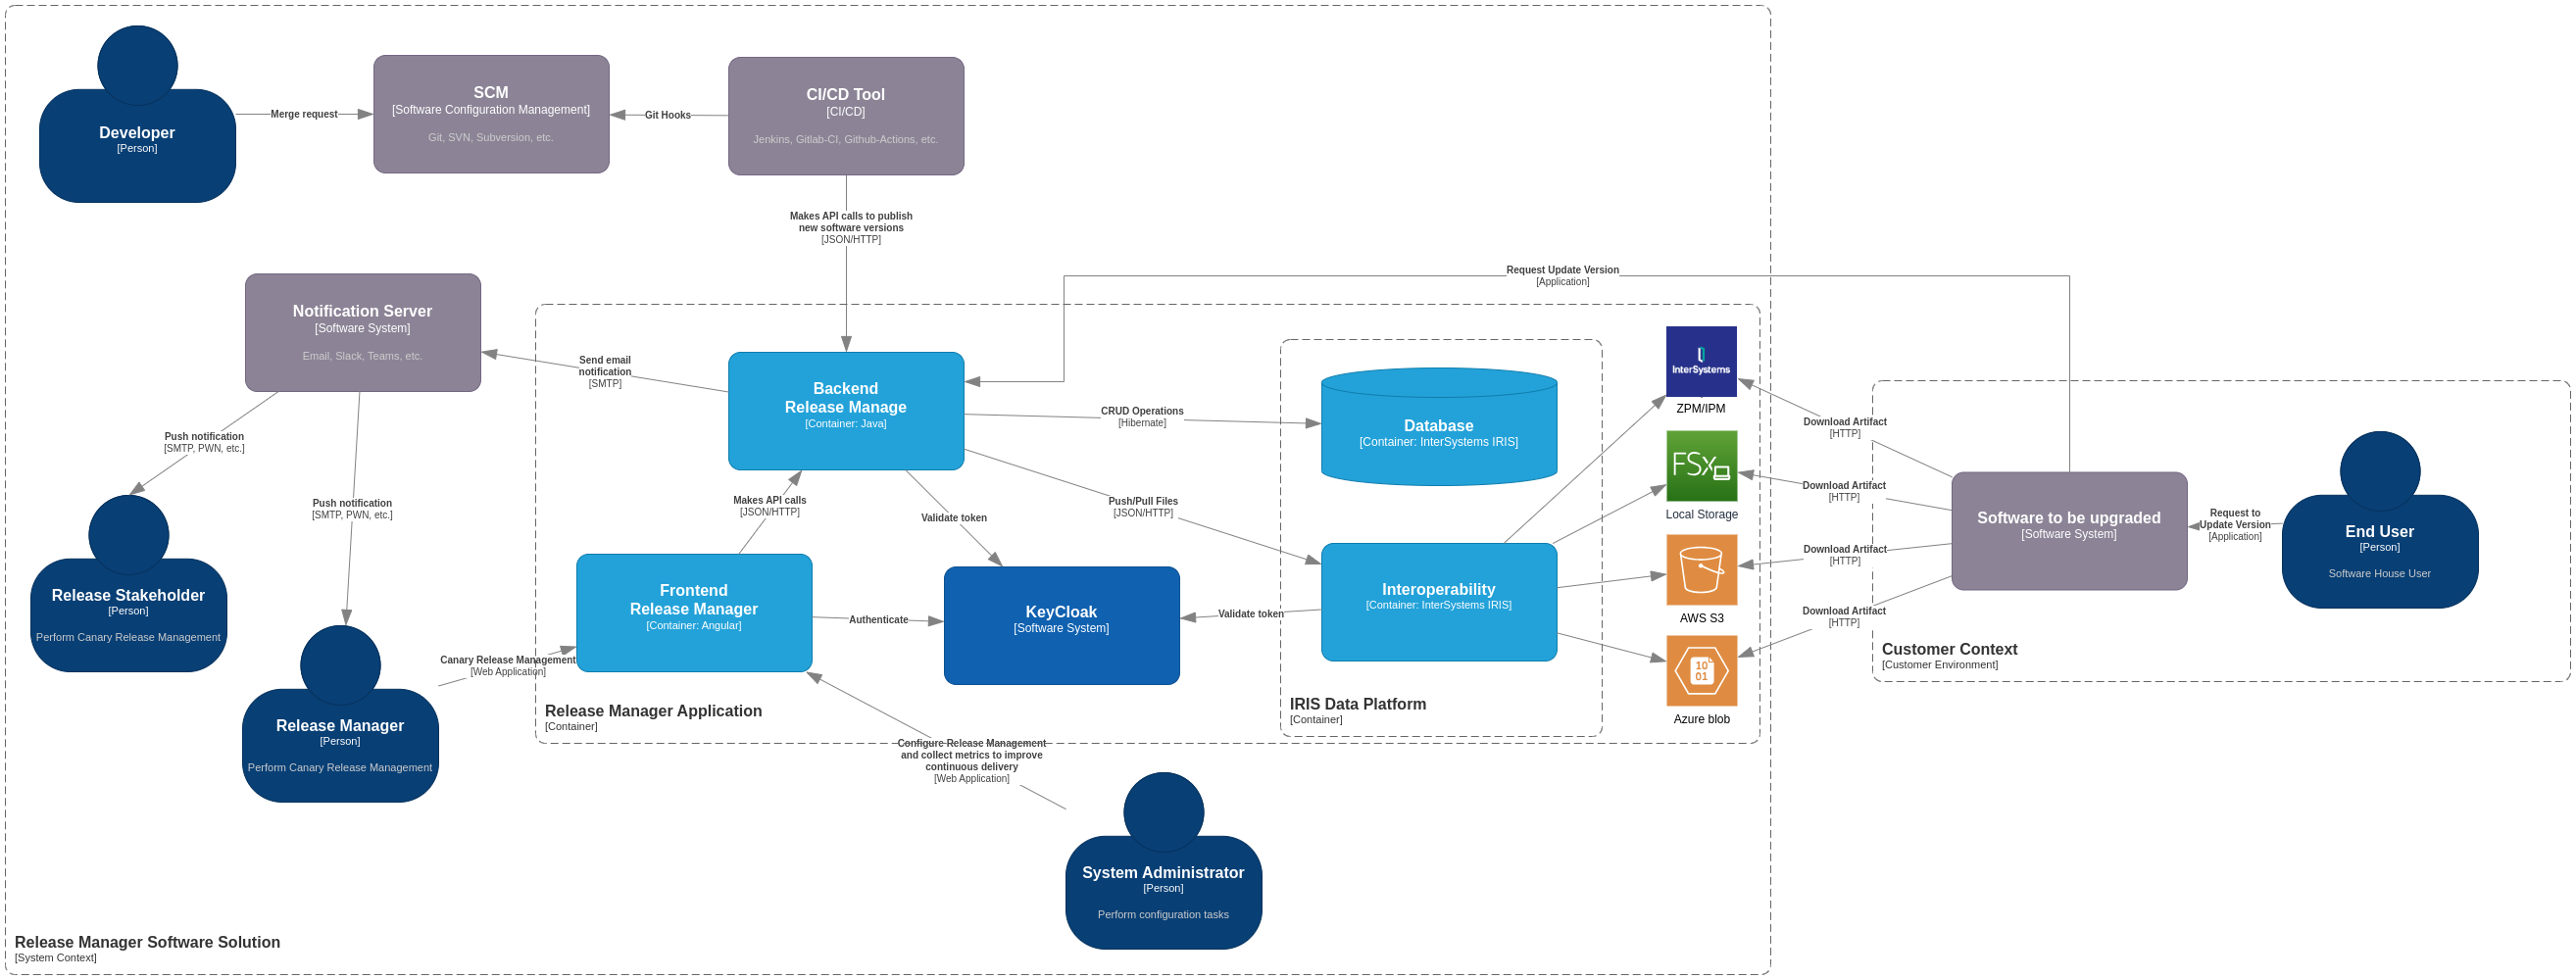 Developer
[Person]
Merge request
SCM
[Software Configuration Management]
Git, SVN, Subversion, etc.
Git Hooks
CI/CD Tool
[CI/CD]
Jenkins, Gitlab-CI, Github-Actions, etc.
Makes API calls to publish
new software versions
[JSON/HTTP]
Request Update Version
[Application]
Notification Server
[Software System]
Email, Slack, Teams, etc.
Send email
notification
[SMTP]
Backend
Release Manage
[Container: Java]
CRUD Operations
[Hibernate]
Database
[Container: InterSystems IRIS]
InterSystems
ZPM/IPM
FSx
Local Storage
AWS S3
10
01
Azure blob
Push notification
[SMTP, PWN, etc.]
Push notification
[SMTP, PWN, etc.]
Makes API calls
[JSON/HTTP]
Validate token
Push/Pull Files
[JSON/HTTP]
Release Stakeholder
[Person]
Perform Canary Release Management
Frontend
Release Manager
[Container: Angular]
Authenticate
KeyCloak
[Software System]
Validate token
Interoperability
[Container: InterSystems IRIS]
Download Artifact
[HTTP]
Download Artifact
[HTTP]
Download Artifact
[HTTP]
Download Artifact
[HTTP]
Software to be upgraded
[Software System]
Request to
Update Version
[Application]
End User
[Person]
Software House User
Customer Context
[Customer Environment]
Canary Release Management
[Web Application]
Release Manager
[Person]
Perform Canary Release Management
Release Manager Application
[Container]
IRIS Data Platform
[Container]
Configure Release Management
and collect metrics to improve
continuous delivery
[Web Application]
System Administrator
[Person]
Perform configuration tasks
Release Manager Software Solution
[System Context]